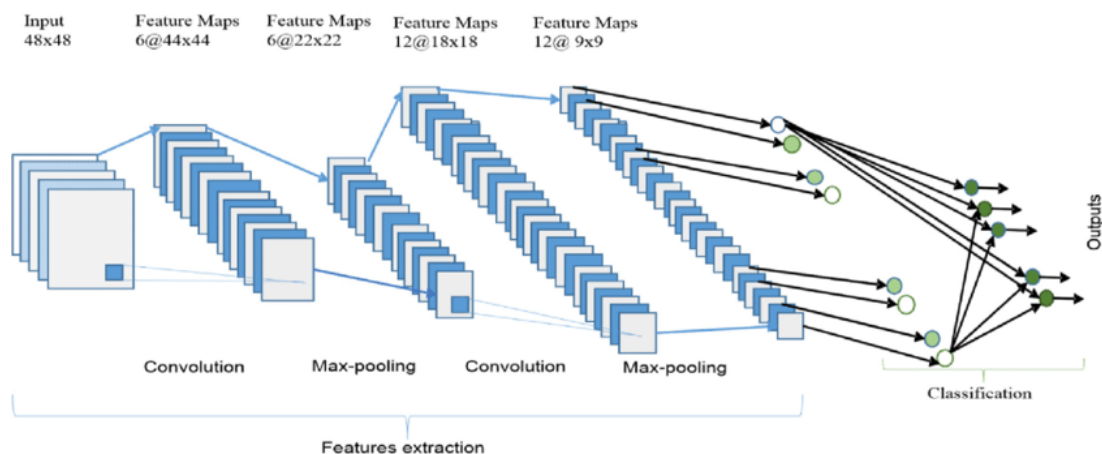 Input
48x48
Feature Maps
6@44x44
Feature Maps
6@22x22
Feature Maps
12@18x18
Feature Maps
12@ 9x9
Outputs
Convolution
Max-pooling
Convolution
Max-pooling
Classification
Features extraction